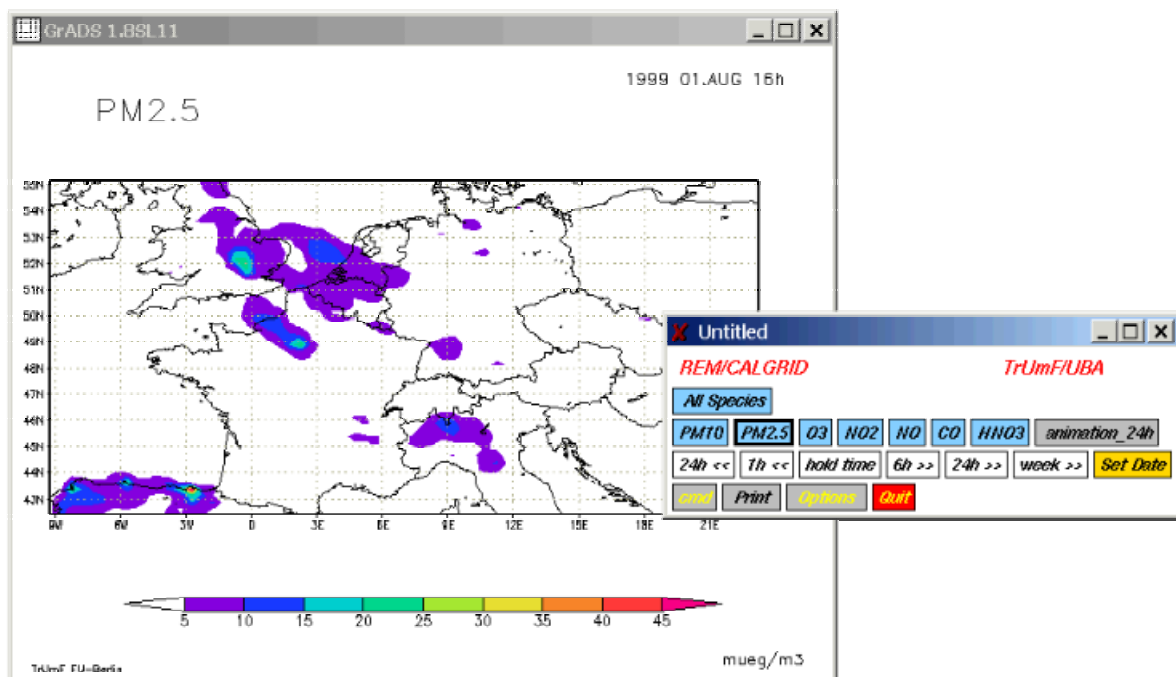 GrADS 1.8SL11
1999 01.AUG 16h
PM2.5
55N
54N
53N
52N
51N
50N
49N
48N
47N
46N
45N
44N
43N
9W 6W 3W 0 3E 6E 9E 12E 15E 18E 21E
5 10 15 20 25 30 35 40 45
mueg/m3
Untitled
REM/CALGRID TrUmF/UBA
All Species
PM10 PM2.5 O3 NO2 NO CO HNO3 animation_24h
24h << 1h << hold time 6h >> 24h >> week >> Set Date
cmd Print Options Quit